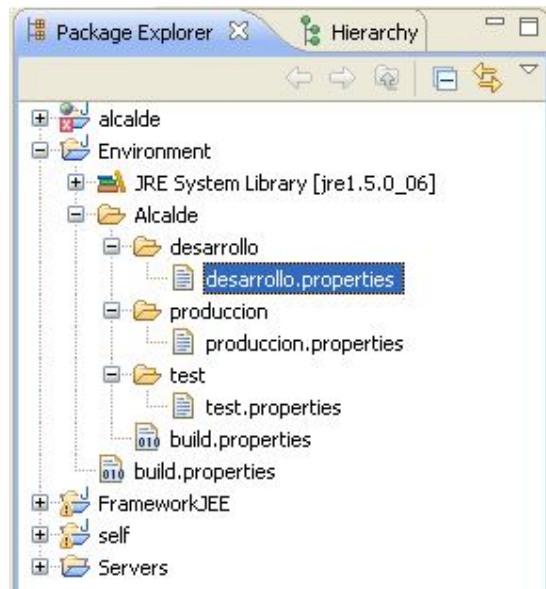 Package Explorer Hierarchy
alcalde
Environment
JRE System Library [jre1.5.0_06]
Alcalde
desarrollo
desarrollo.properties
produccion
produccion.properties
test
test.properties
build.properties
build.properties
FrameworkJEE
self
Servers